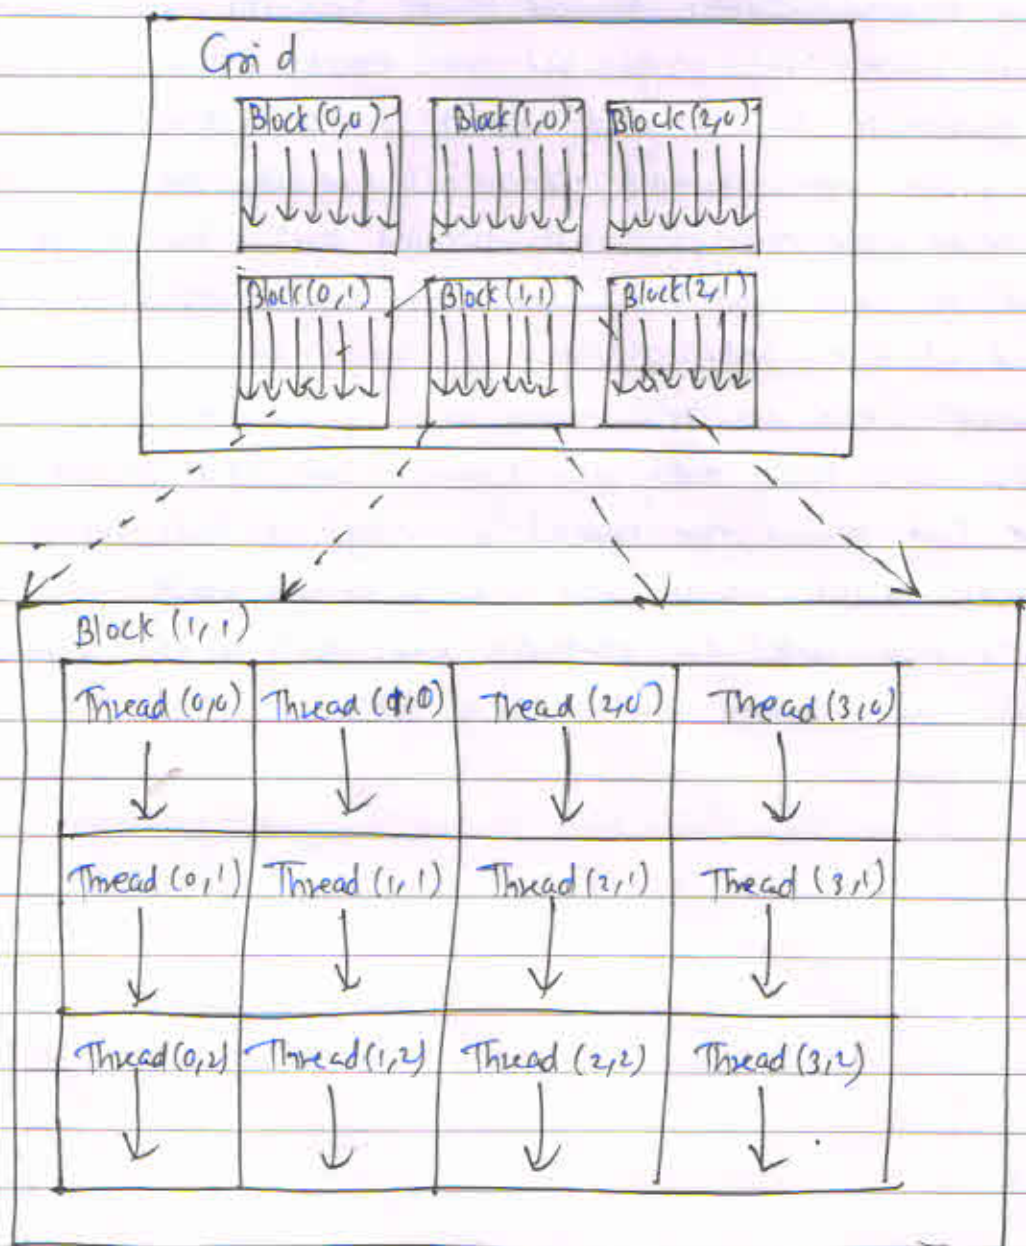 Grid
Block (0,0) Block (1,0) Block (2,0)
Block (0,1) Block (1,1) Block (2,1)
Block (1,1)
Thread (0,0) Thread (1,0) Thread (2,0) Thread (3,0)
Thread (0,1) Thread (1,1) Thread (2,1) Thread (3,1)
Thread (0,2) Thread (1,2) Thread (2,2) Thread (3,2)